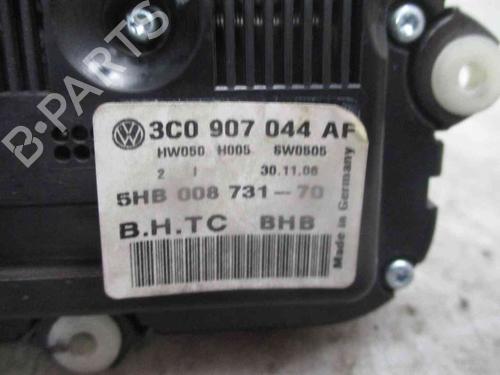 3C0 907 044 AF
HW050 H005 SW0505
2 I 30.11.06
5HB 008 731-70
B.H.TC BHB
Made in Germany
B-PARTS